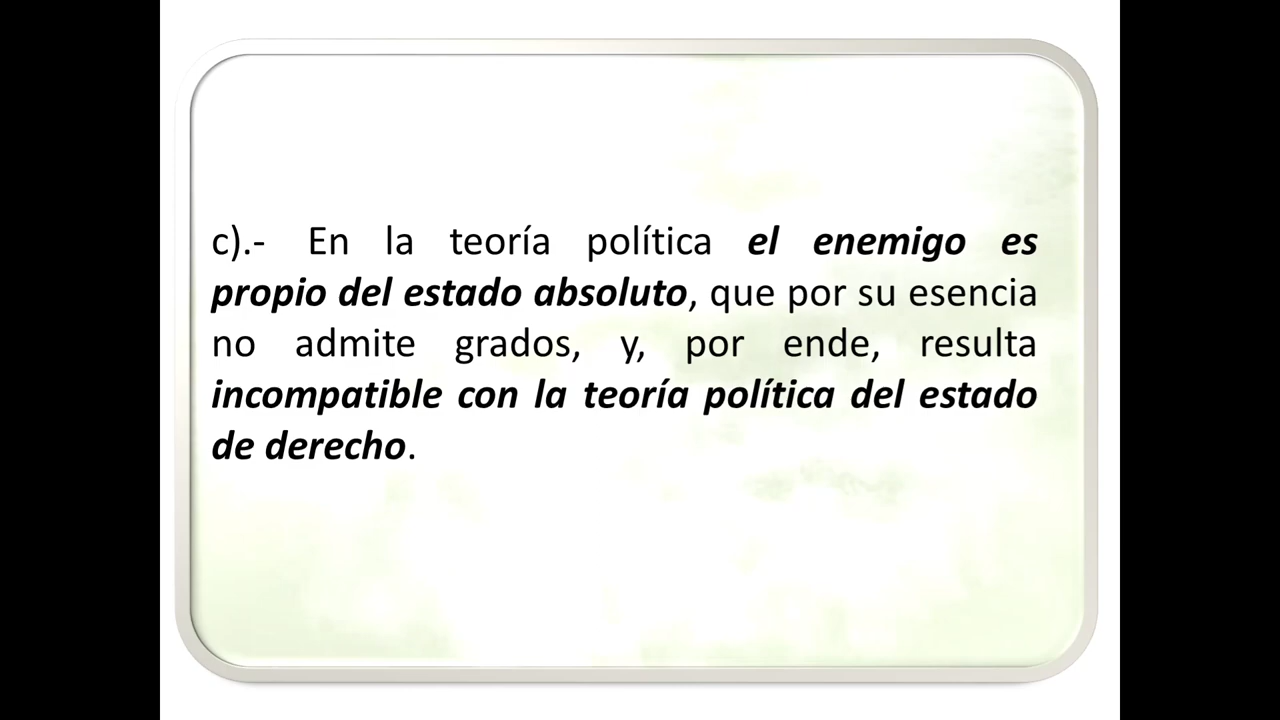 c).- En la teoría política el enemigo es
propio del estado absoluto, que por su esencia
no admite grados, y, por ende, resulta
incompatible con la teoría política del estado
de derecho.